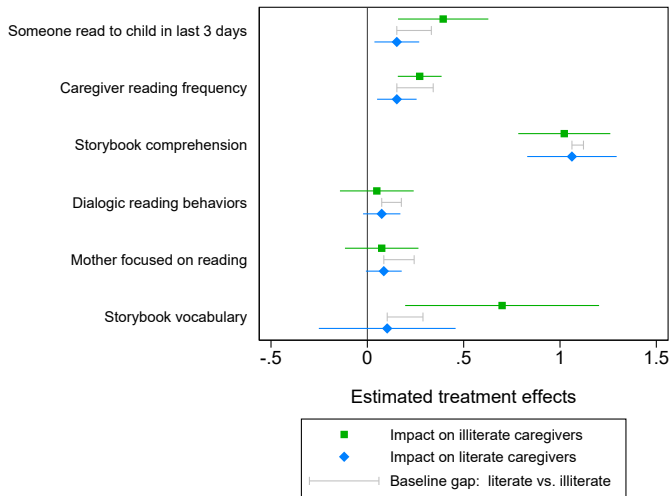 Someone read to child in last 3 days
Caregiver reading frequency
Storybook comprehension
Dialogic reading behaviors
Mother focused on reading
Storybook vocabulary
-.5 0 .5 1 1.5
Estimated treatment effects
Impact on illiterate caregivers
Impact on literate caregivers
Baseline gap: literate vs. illiterate